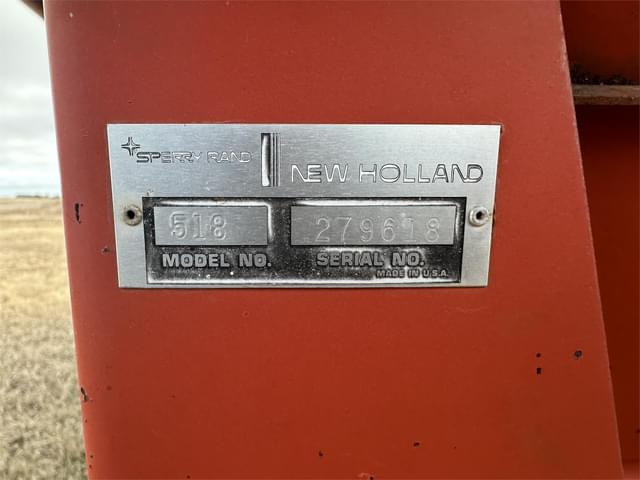 SPERRY RAND
NEW HOLLAND
518 279618
MODEL NO. SERIAL NO.
MADE IN U.S.A.